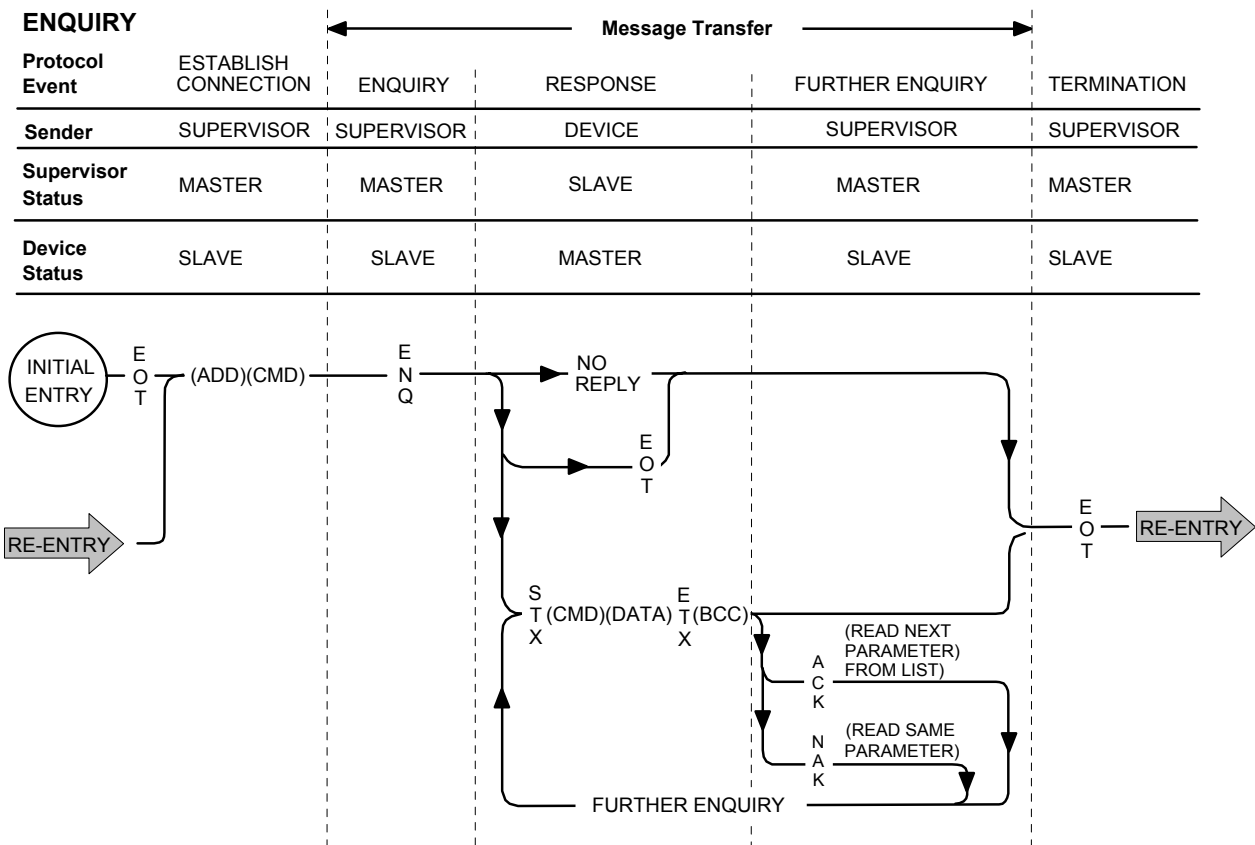 ENQUIRY
Message Transfer
Protocol
Event
ESTABLISH
CONNECTION
ENQUIRY
RESPONSE
FURTHER ENQUIRY
TERMINATION
Sender
SUPERVISOR
SUPERVISOR
DEVICE
SUPERVISOR
SUPERVISOR
Supervisor
Status
MASTER
MASTER
SLAVE
MASTER
MASTER
Device
Status
SLAVE
SLAVE
MASTER
SLAVE
SLAVE
INITIAL
ENTRY
EOT
(ADD)(CMD)
ENQ
NO
REPLY
EOT
RE-ENTRY
EOT
RE-ENTRY
STX
(CMD)(DATA)
ETX
(BCC)
(READ NEXT
PARAMETER)
FROM LIST)
ACK
(READ SAME
PARAMETER)
NAK
FURTHER ENQUIRY